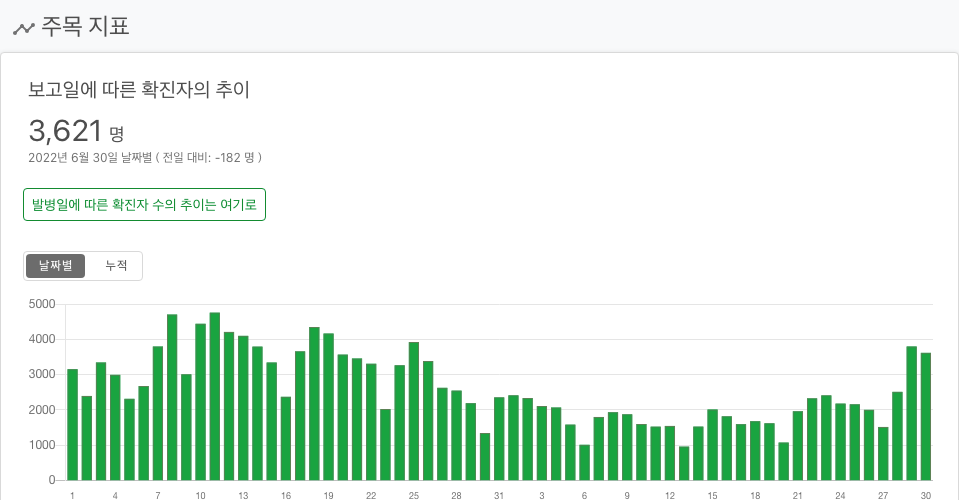 주목 지표
보고일에 따른 확진자의 추이
3,621 명
2022년 6월 30일 날짜별 ( 전일 대비: -182 명 )
발병일에 따른 확진자 수의 추이는 여기로
날짜별 누적
5000
4000
3000
2000
1000
0
1 4 7 10 13 16 19 22 25 28 31 3 6 9 12 15 18 21 24 27 30